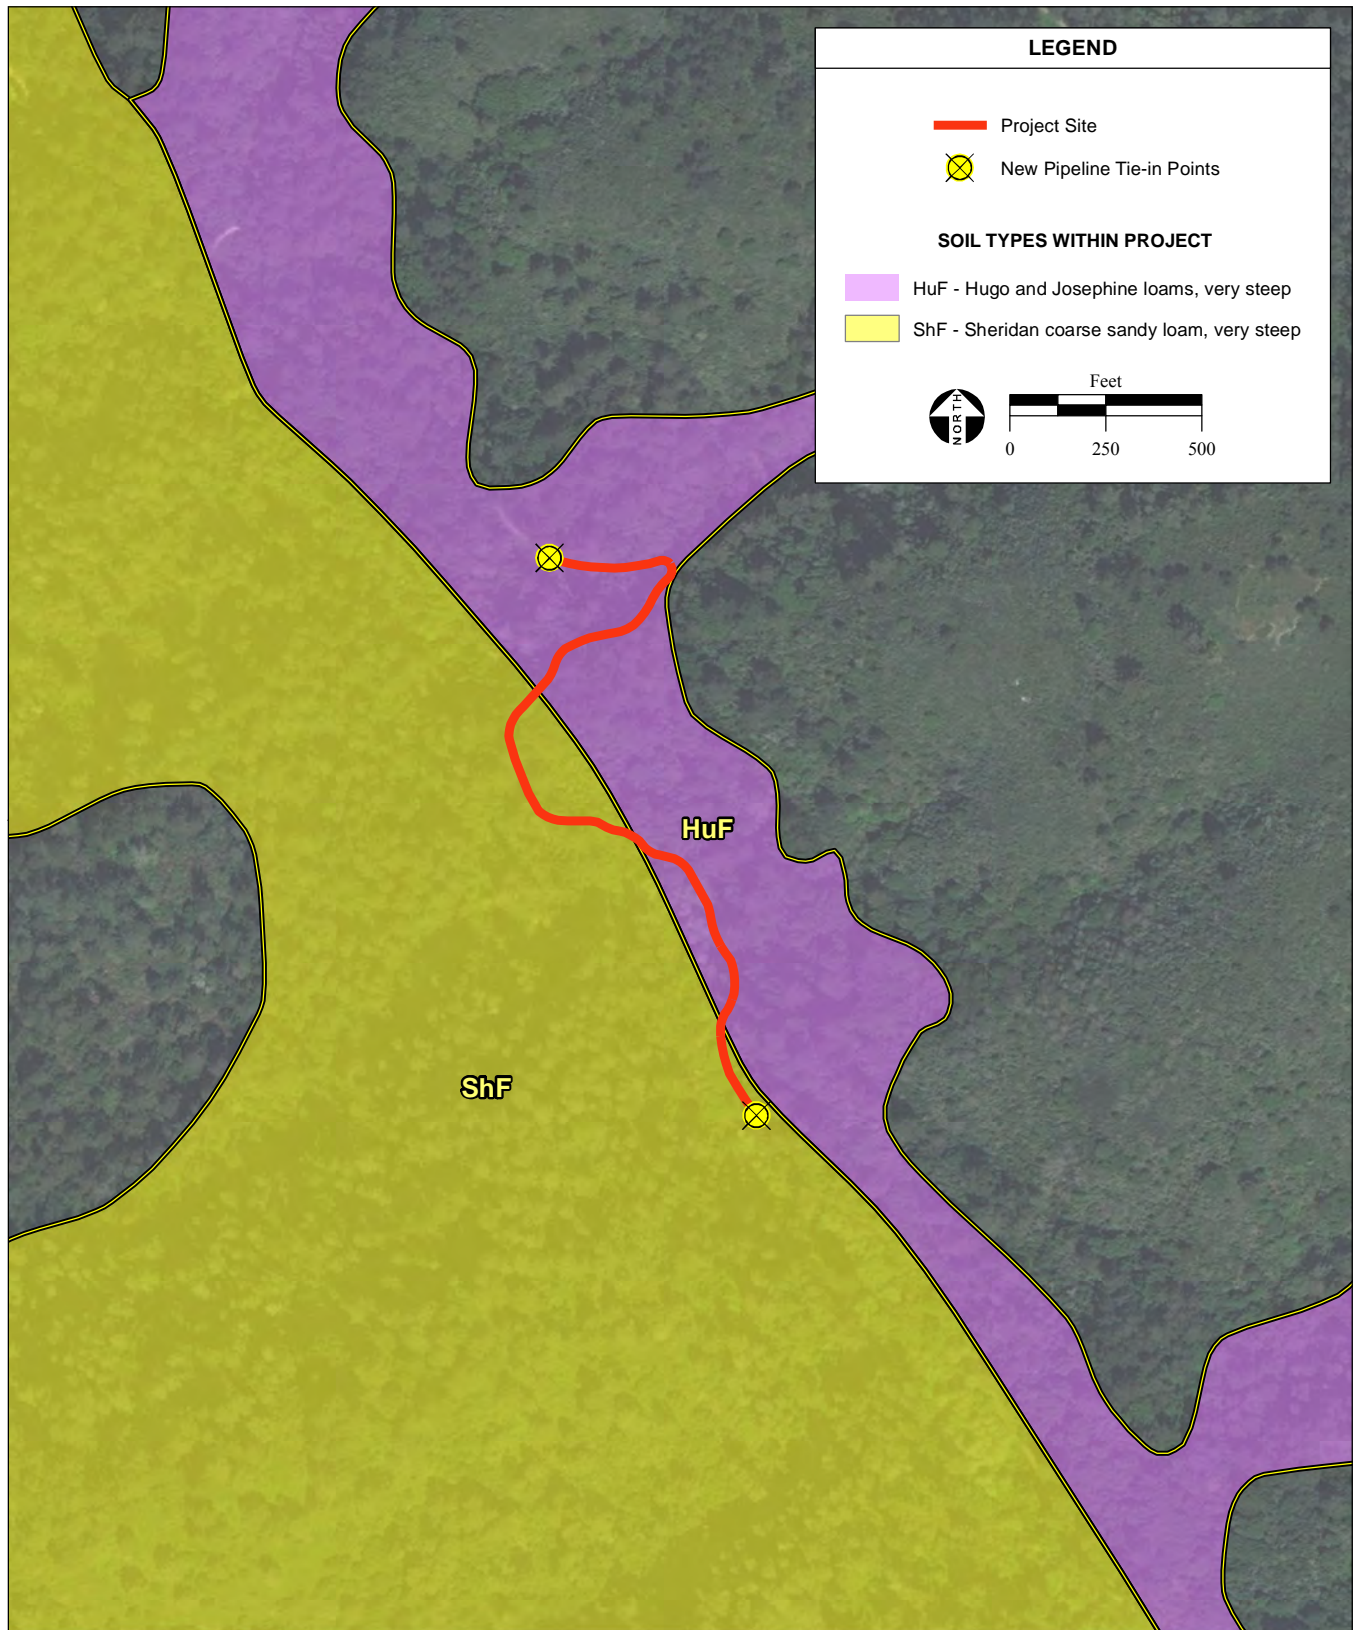 LEGEND
Project Site
New Pipeline Tie-in Points
SOIL TYPES WITHIN PROJECT
HuF - Hugo and Josephine loams, very steep
ShF - Sheridan coarse sandy loam, very steep
NORTH
Feet
0 250 500
HuF
ShF